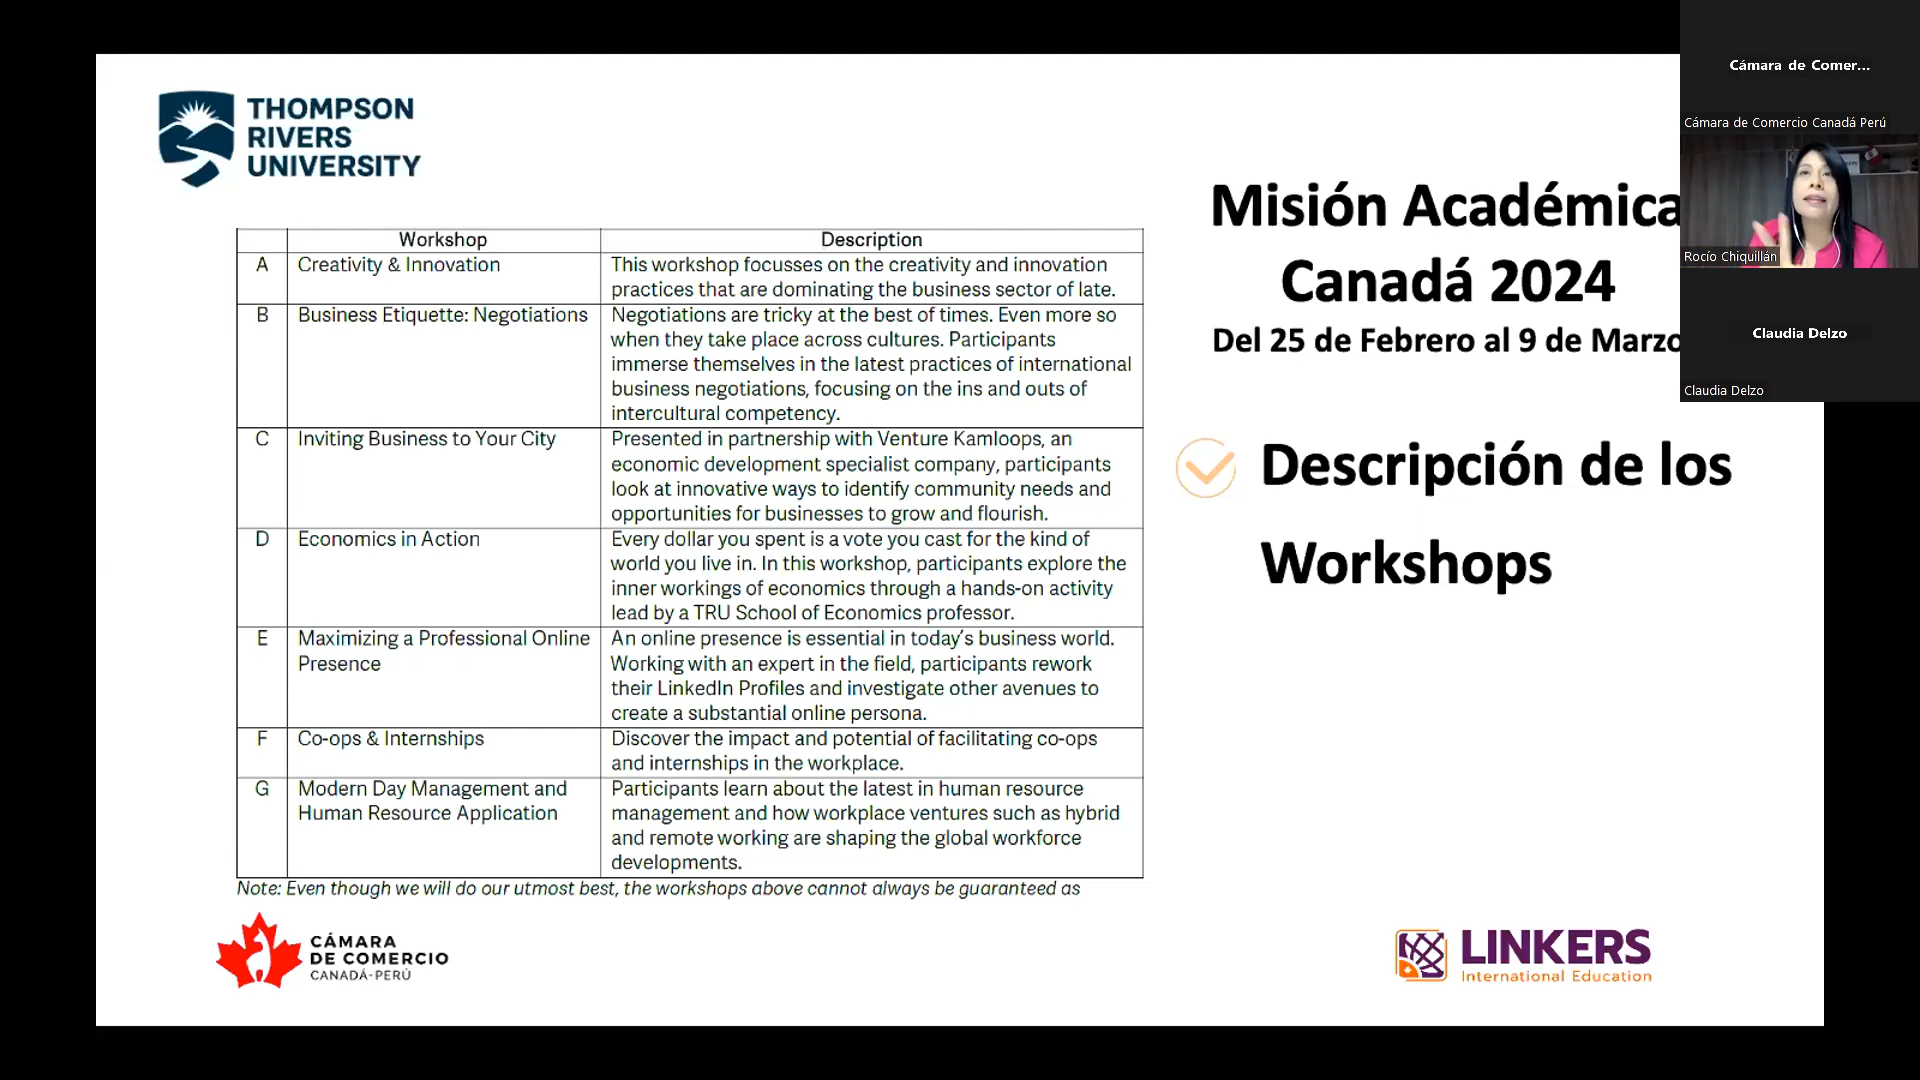 THOMPSON
RIVERS
UNIVERSITY
Workshop Description
A Creativity & Innovation This workshop focusses on the creativity and innovation
practices that are dominating the business sector of late.
B Business Etiquette: Negotiations Negotiations are tricky at the best of times. Even more so
when they take place across cultures. Participants
immerse themselves in the latest practices of international
business negotiations, focusing on the ins and outs of
intercultural competency.
C Inviting Business to Your City Presented in partnership with Venture Kamloops, an
economic development specialist company, participants
look at innovative ways to identify community needs and
opportunities for businesses to grow and flourish.
D Economics in Action Every dollar you spent is a vote you cast for the kind of
world you live in. In this workshop, participants explore the
inner workings of economics through a hands-on activity
lead by a TRU School of Economics professor.
E Maximizing a Professional Online An online presence is essential in today's business world.
Presence Working with an expert in the field, participants rework
their LinkedIn Profiles and investigate other avenues to
create a substantial online persona.
F Co-ops & Internships Discover the impact and potential of facilitating co-ops
and internships in the workplace.
G Modern Day Management and Participants learn about the latest in human resource
Human Resource Application management and how workplace ventures such as hybrid
and remote working are shaping the global workforce
developments.
Note: Even though we will do our utmost best, the workshops above cannot always be guaranteed as
CÁMARA
DE COMERCIO
CANADÁ-PERÚ
Misión Académica
Canadá 2024
Del 25 de Febrero al 9 de Marzo
Descripción de los
Workshops
LINKERS
International Education
Cámara de Comer...
Cámara de Comercio Canadá Perú
Rocío Chiquillán
Claudia Delzo
Claudia Delzo